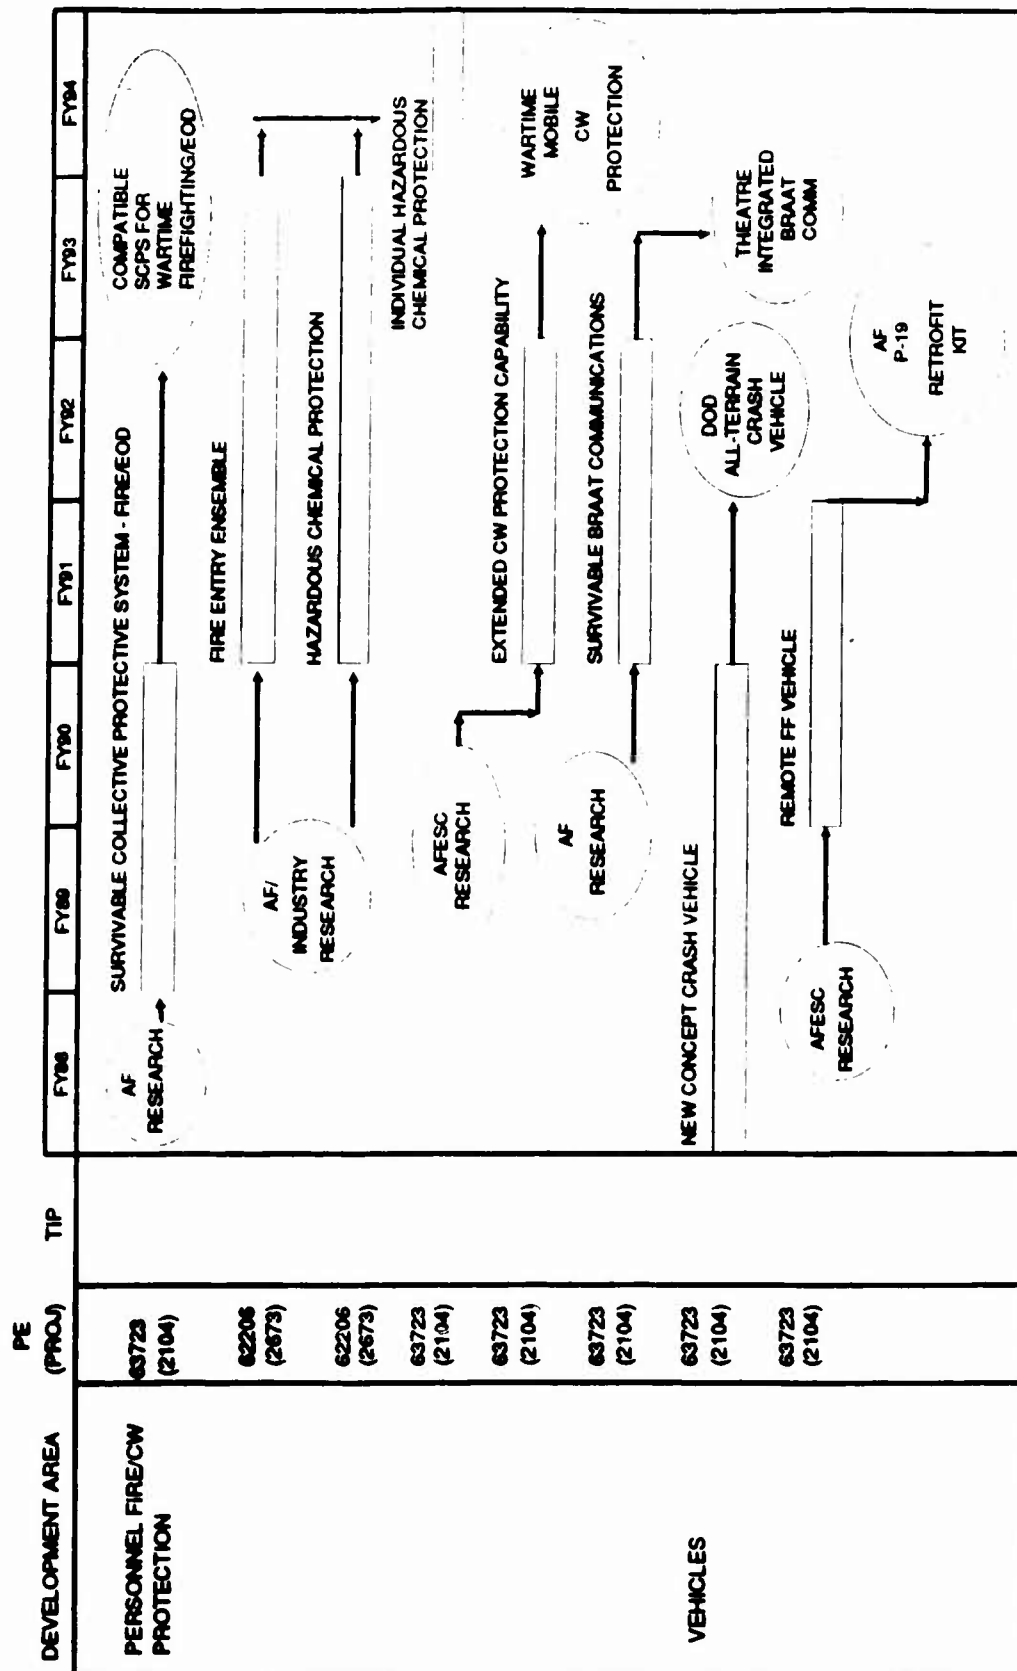 DEVELOPMENT AREA
PE
(PROJ)
TIP
FY88
FY89
FY90
FY91
FY92
FY93
FY94
PERSONNEL FIRE/CW
PROTECTION
63723
(2104)
AF
RESEARCH
SURVIVABLE COLLECTIVE PROTECTIVE SYSTEM - FIRE/EOD
COMPATIBLE
SCPS FOR
WARTIME
FIREFIGHTING/EOD
62206
(2673)
FIRE ENTRY ENSEMBLE
AF/
INDUSTRY
RESEARCH
62206
(2673)
HAZARDOUS CHEMICAL PROTECTION
INDIVIDUAL HAZARDOUS
CHEMICAL PROTECTION
63723
(2104)
AFESC
RESEARCH
63723
(2104)
EXTENDED CW PROTECTION CAPABILITY
WARTIME
MOBILE
CW
PROTECTION
63723
(2104)
AF
RESEARCH
SURVIVABLE BRAAT COMMUNICATIONS
THEATRE
INTEGRATED
BRAAT
COMM
VEHICLES
63723
(2104)
NEW CONCEPT CRASH VEHICLE
DOD
ALL-TERRAIN
CRASH
VEHICLE
63723
(2104)
AFESC
RESEARCH
REMOTE FF VEHICLE
AF
P-19
RETROFIT
KIT